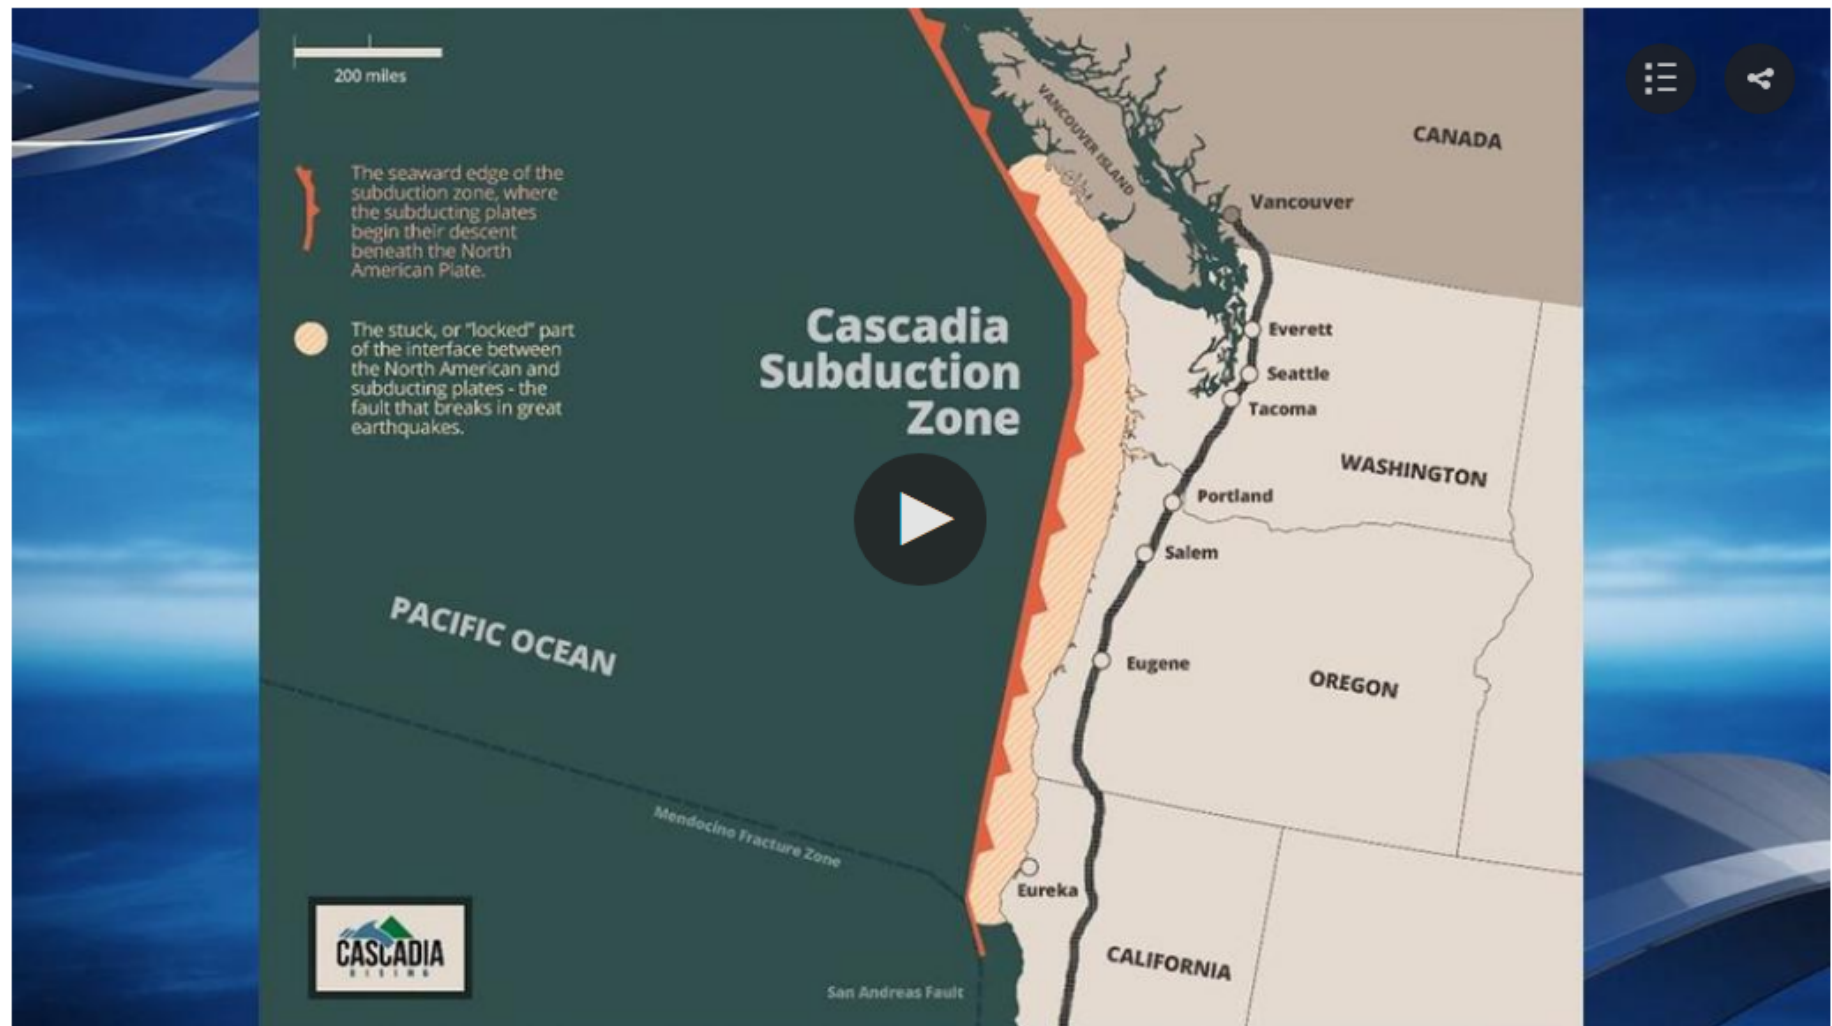 200 miles
The seaward edge of the
subduction zone, where
the subducting plates
begin their descent
beneath the North
American Plate.
The stuck, or "locked" part
of the interface between
the North American and
subducting plates - the
fault that breaks in great
earthquakes.
Cascadia
Subduction
Zone
PACIFIC OCEAN
Mendocino Fracture Zone
San Andreas Fault
CASCADIA
RISING
VANCOUVER ISLAND
CANADA
Vancouver
Everett
Seattle
Tacoma
WASHINGTON
Portland
Salem
Eugene
OREGON
Eureka
CALIFORNIA